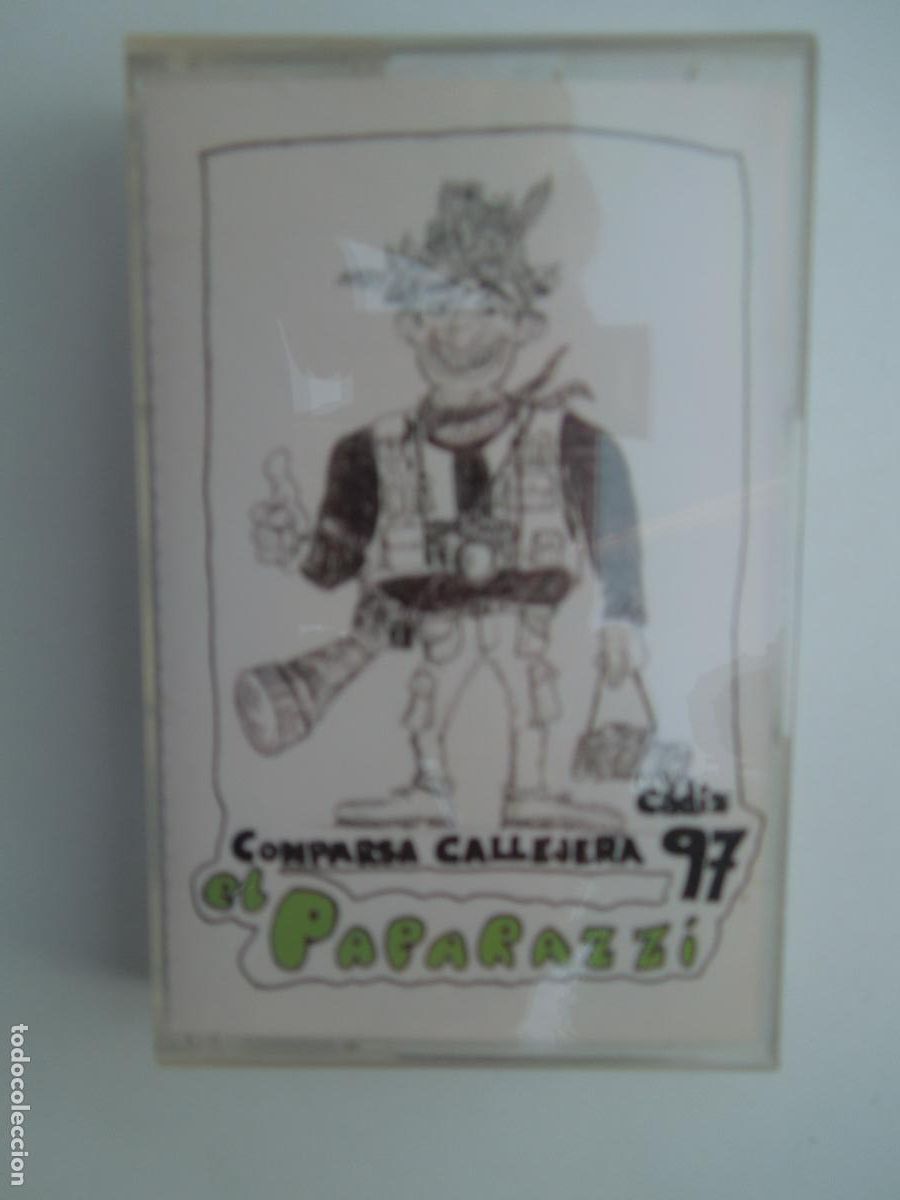 Cádiz
COMPARSA CALLEJERA 97
el PAPARAZZI
todocoleccion